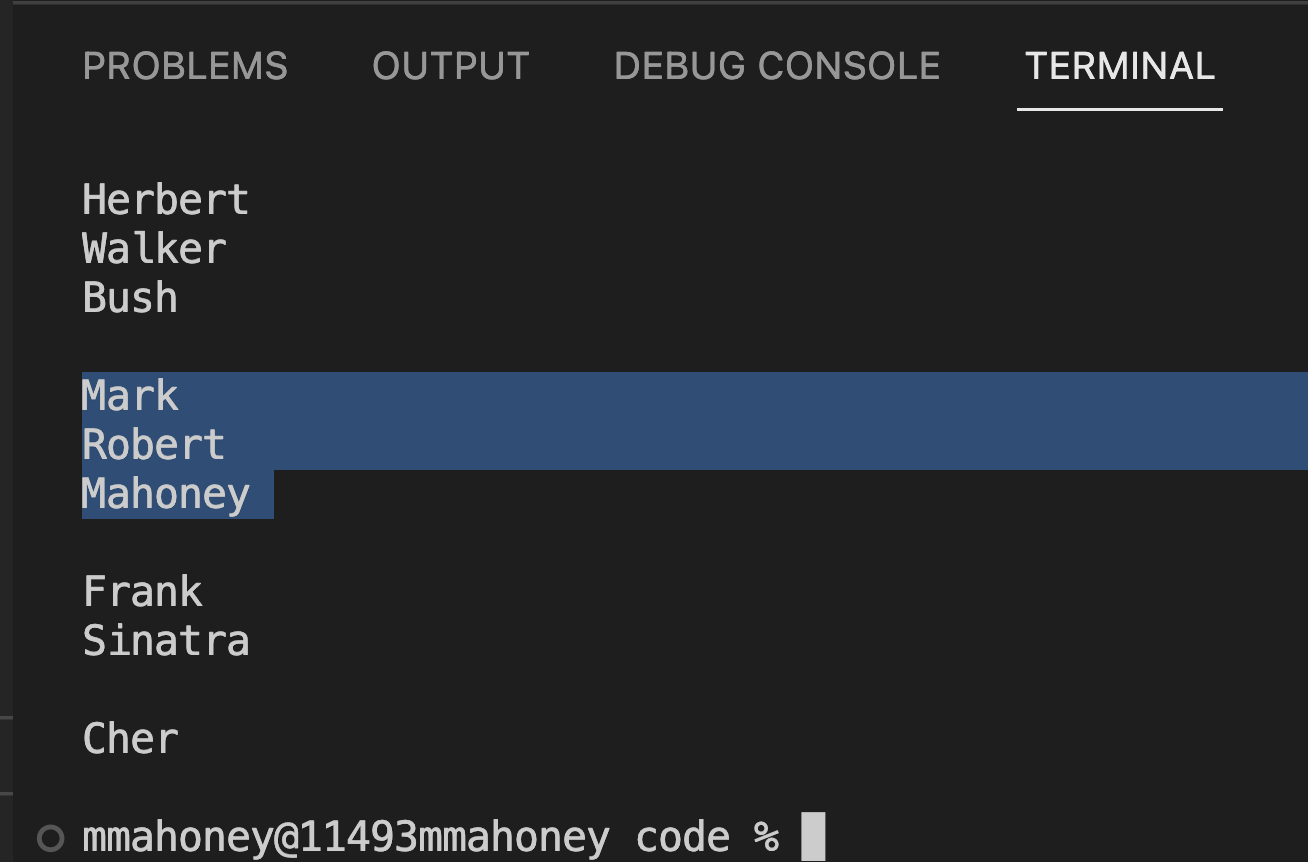 PROBLEMS OUTPUT DEBUG CONSOLE TERMINAL
Herbert
Walker
Bush
Mark
Robert
Mahoney
Frank
Sinatra
Cher
mmahoney@11493mmahoney code %